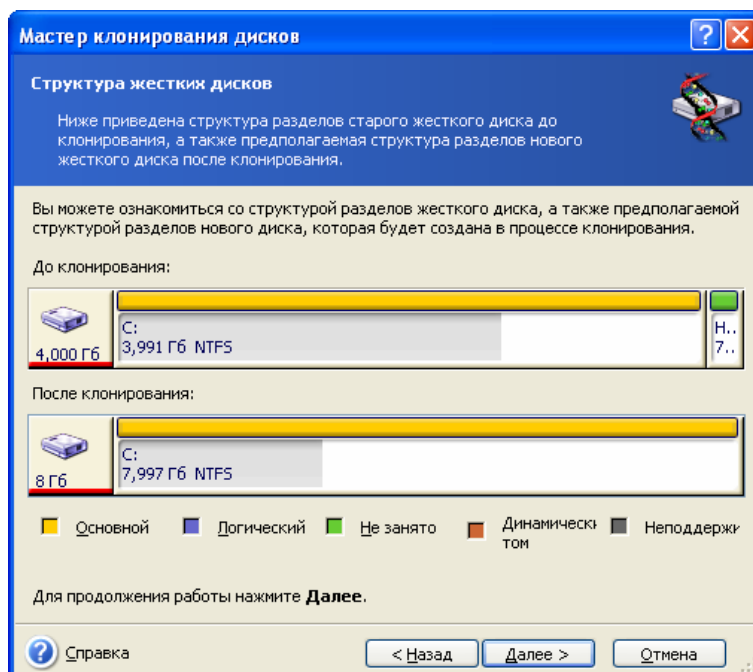 Мастер клонирования дисков
Структура жестких дисков
Ниже приведена структура разделов старого жесткого диска до
клонирования, а также предполагаемая структура разделов нового
жесткого диска после клонирования.
Вы можете ознакомиться со структурой разделов жесткого диска, а также предполагаемой
структурой разделов нового диска, которая будет создана в процессе клонирования.
До клонирования:
4,000 Гб
C:
3,991 Гб NTFS
Н..
7..
После клонирования:
8 Гб
C:
7,997 Гб NTFS
Основной Логический Не занято Динамически том Неподдержи
Для продолжения работы нажмите Далее.
Справка < Назад Далее > Отмена